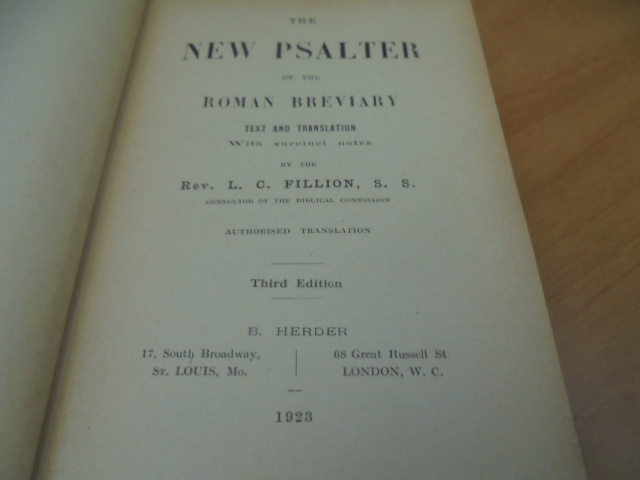 THE
NEW PSALTER
OF THE
ROMAN BREVIARY
TEXT AND TRANSLATION
With succinct notes
BY THE
Rev. L. C. FILLION, S. S.
CONSULTOR OF THE BIBLICAL COMMISSION
AUTHORISED TRANSLATION
Third Edition
B. HERDER
17, South Broadway,
ST. LOUIS, Mo.
68 Great Russell St.
LONDON, W. C.
1923